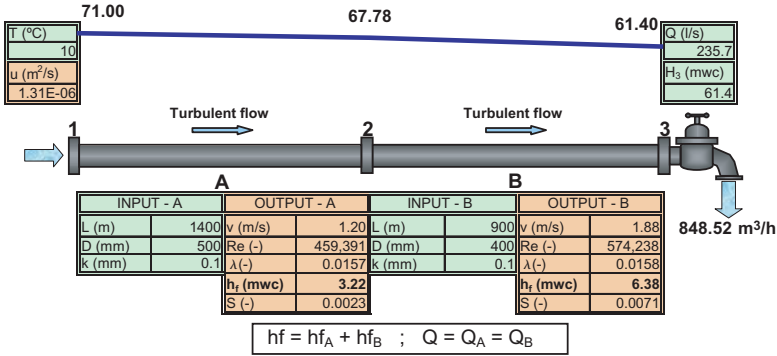 71.00
67.78
61.40
T (ºC)
10
u (m²/s)
1.31E-06
Q (l/s)
235.7
H₃ (mwc)
61.4
Turbulent flow
Turbulent flow
1
2
3
A
B
INPUT - A
L (m) 1400
D (mm) 500
k (mm) 0.1
OUTPUT - A
v (m/s) 1.20
Re (-) 459,391
λ(-) 0.0157
hf (mwc) 3.22
S (-) 0.0023
INPUT - B
L (m) 900
D (mm) 400
k (mm) 0.1
OUTPUT - B
v (m/s) 1.88
Re (-) 574,238
λ(-) 0.0158
hf (mwc) 6.38
S (-) 0.0071
848.52 m³/h
hf = hf_A + hf_B ; Q = Q_A = Q_B